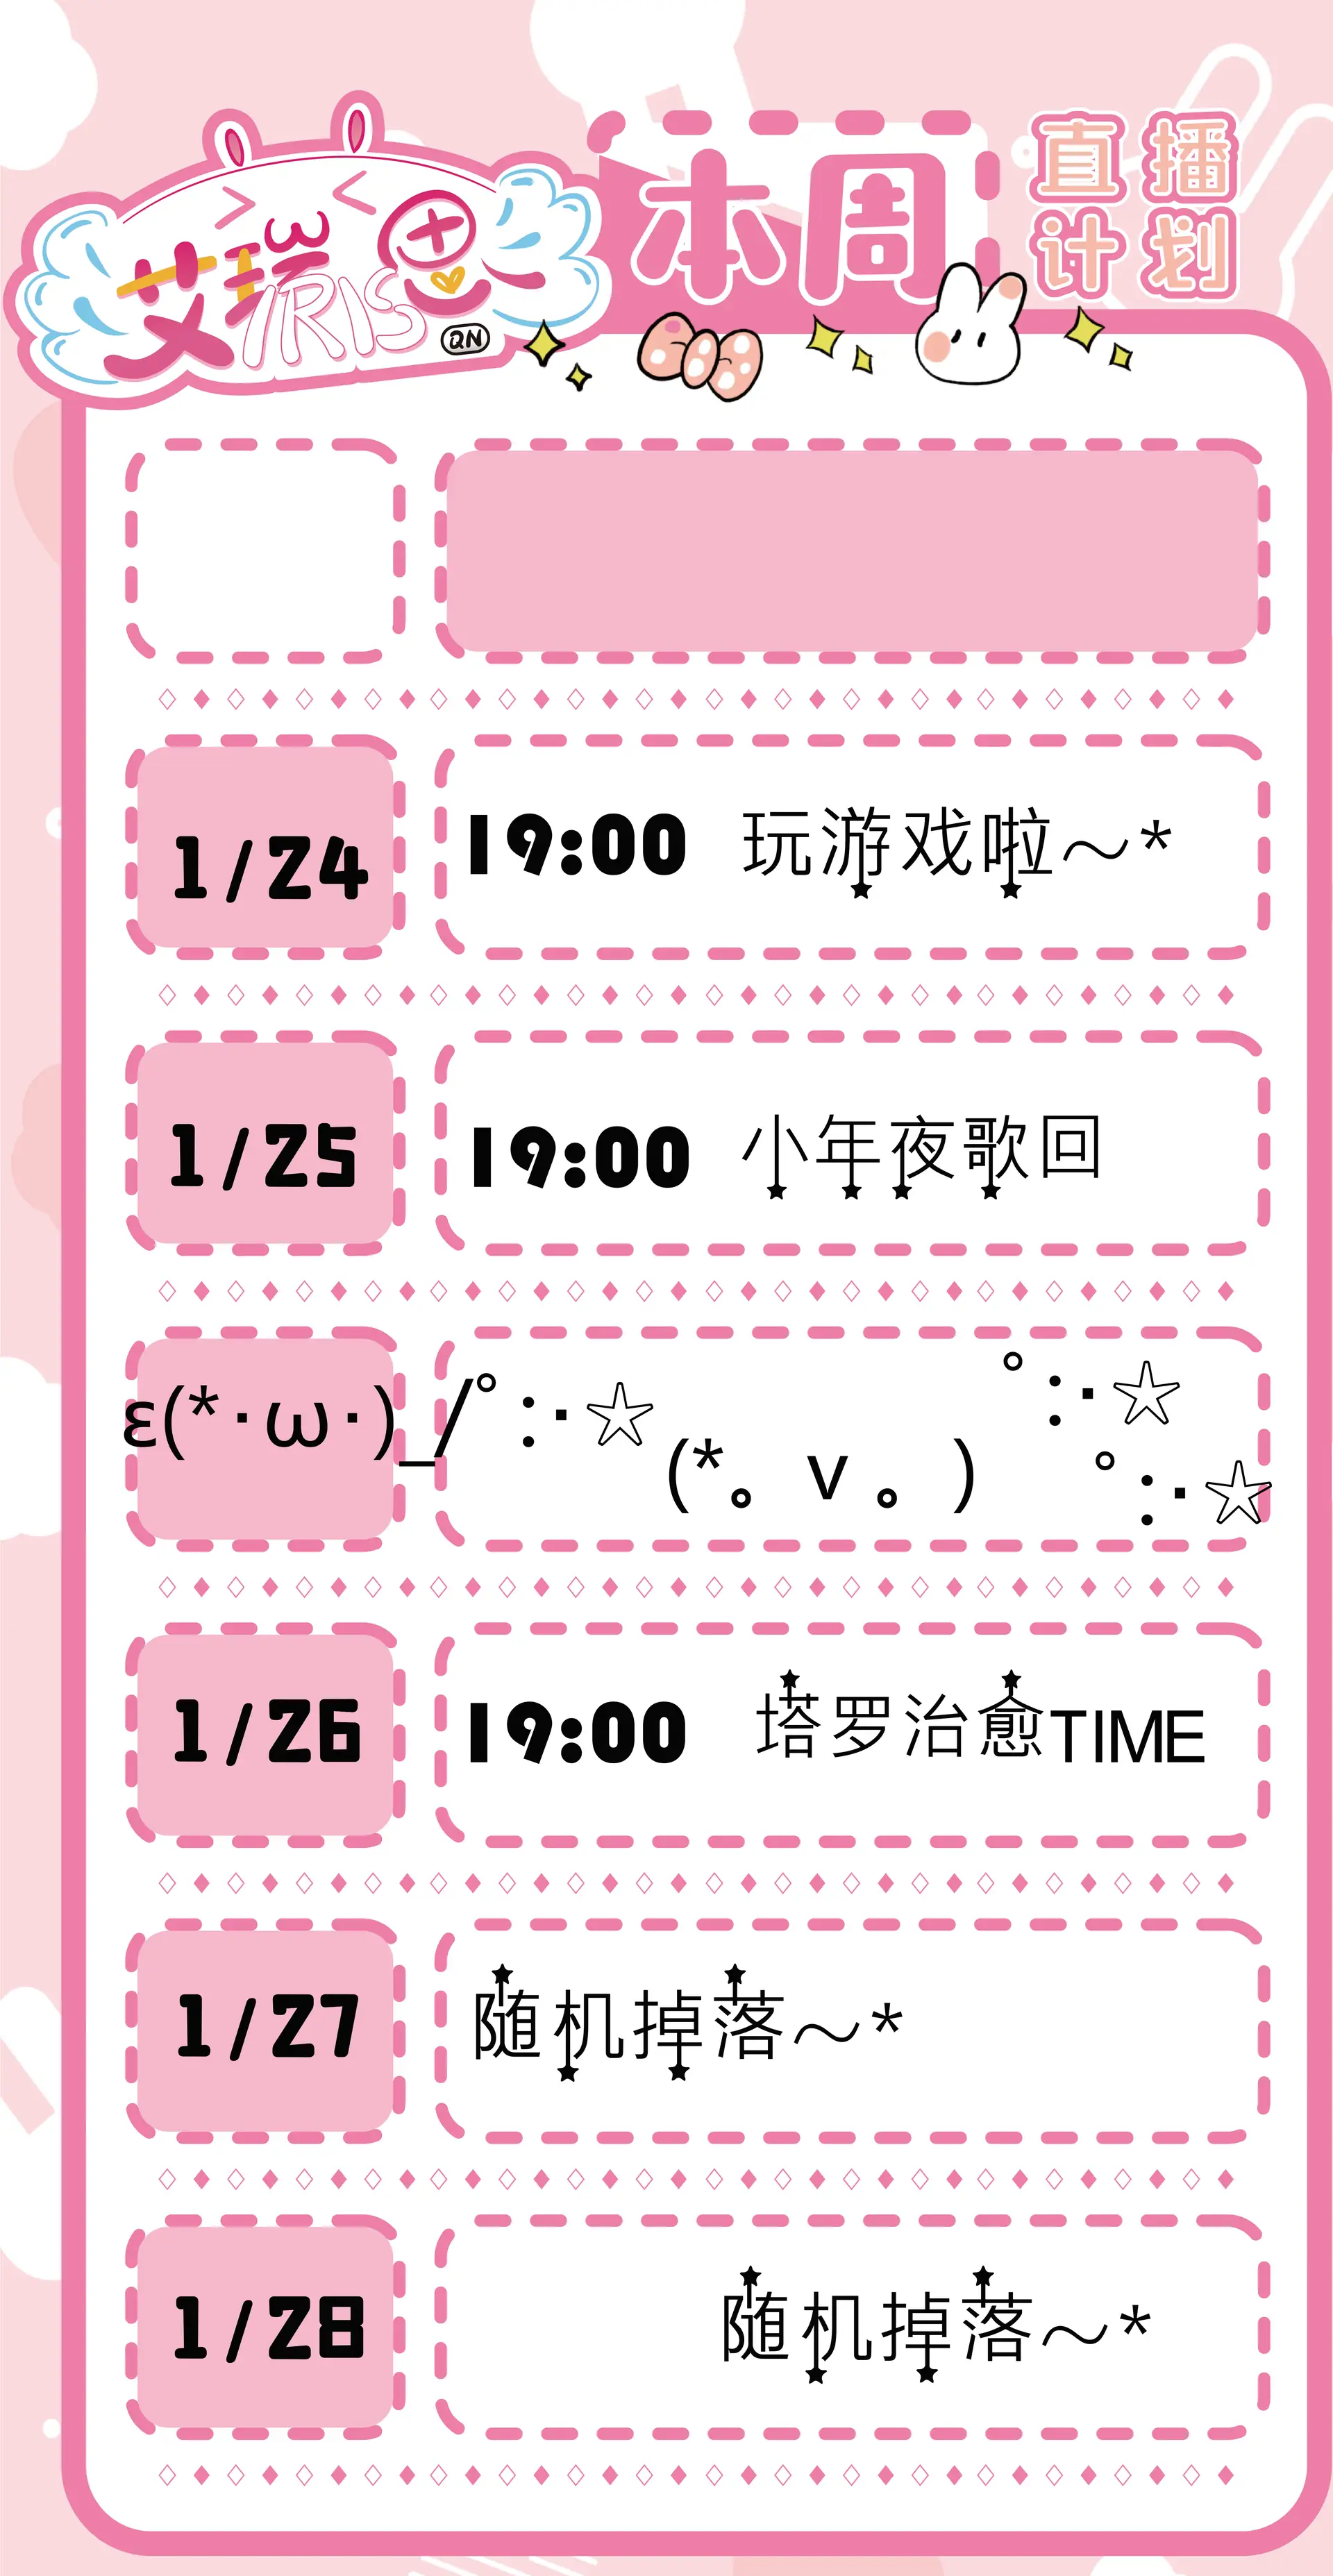 艾瑞思
IRIS
QN
本周
直播
计划
1/24
19:00 玩游戏啦～*
1/25
19:00 小年夜歌回
ε(*·ω·)_/ﾟ:·☆
(*。v。)
ﾟ:·☆
ﾟ:·☆
1/26
19:00 塔罗治愈TIME
1/27
随机掉落～*
1/28
随机掉落～*